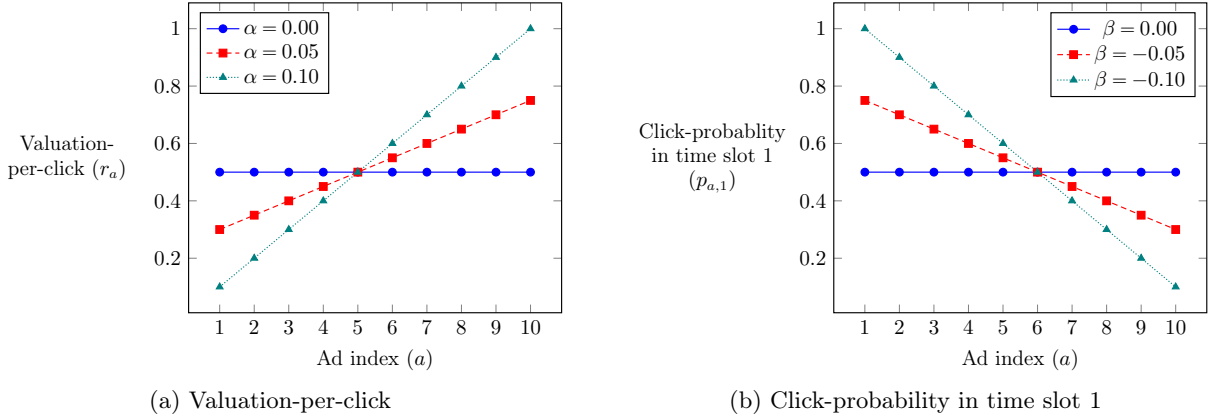 1
0.8
0.6
0.4
0.2
α = 0.00
α = 0.05
α = 0.10
Valuation-
per-click (rₐ)
1 2 3 4 5 6 7 8 9 10
Ad index (a)
(a) Valuation-per-click
1
0.8
0.6
0.4
0.2
β = 0.00
β = −0.05
β = −0.10
Click-probablity
in time slot 1
(pₐ,₁)
1 2 3 4 5 6 7 8 9 10
Ad index (a)
(b) Click-probability in time slot 1